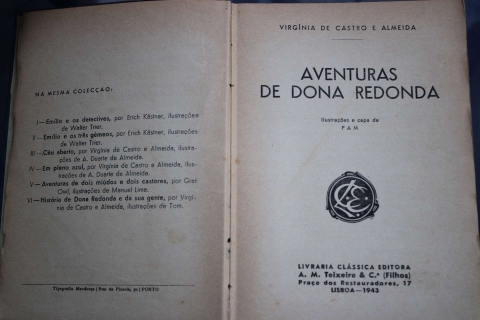 NA MESMA COLECÇÃO:
I—Emílio e os detectives, por Erich Kästner, ilustrações
de Walter Trier.
II—Emílio e os três gémeos, por Erich Kästner, ilustrações
de Walter Trier.
III—Céu aberto, por Virgínia de Castro e Almeida, ilustra-
ções de A. Duarte de Almeida.
IV—Em pleno azul, por Virgínia de Castro e Almeida, ilus-
trações de A. Duarte de Almeida.
V—Aventuras de dois miúdos e dois castores, por Grei
Owl, ilustrações de Manuel Lima.
VI—História de Dona Redonda e da sua gente, por Virgí-
nia de Castro e Almeida, ilustrações de Tom.
Tipografia Mendonça | Rua da Picaria, 30 | PORTO
VIRGÍNIA DE CASTRO E ALMEIDA
AVENTURAS
DE DONA REDONDA
Ilustrações e capa de
PAM
LCE
LIVRARIA CLÁSSICA EDITORA
A. M. Teixeira & C.ª (Filhos)
Praça dos Restauradores, 17
LISBOA—1943